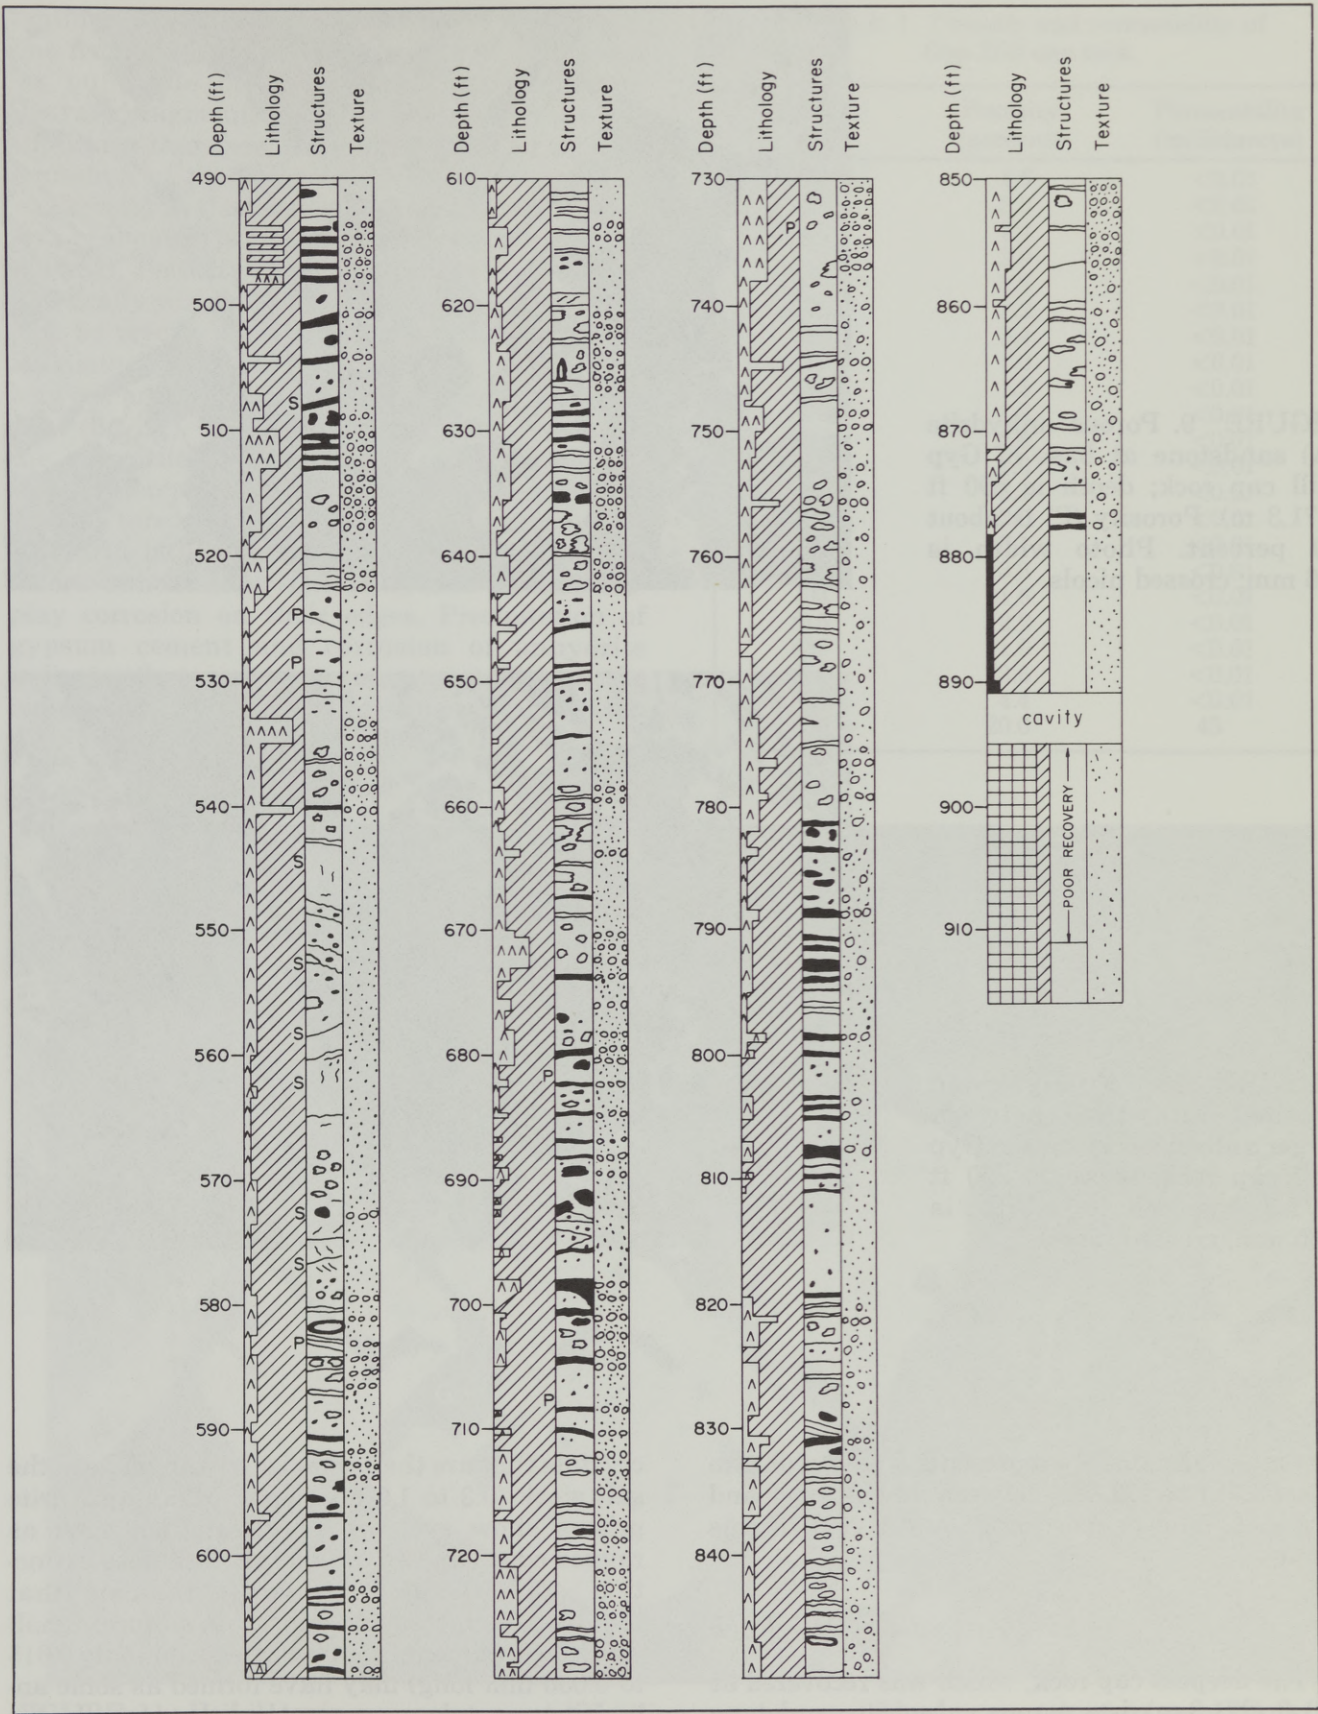 Depth (ft) Lithology Structures Texture
490
500
S
510
520
P
P
530
540
S
550
S
S
560
S
570
S
S
580
P
590
600
Depth (ft) Lithology Structures Texture
610
620
630
640
650
660
670
680
P
690
700
P
710
720
Depth (ft) Lithology Structures Texture
730
P
740
750
760
770
780
790
800
810
820
830
840
Depth (ft) Lithology Structures Texture
850
860
870
880
890
cavity
900
POOR RECOVERY
910